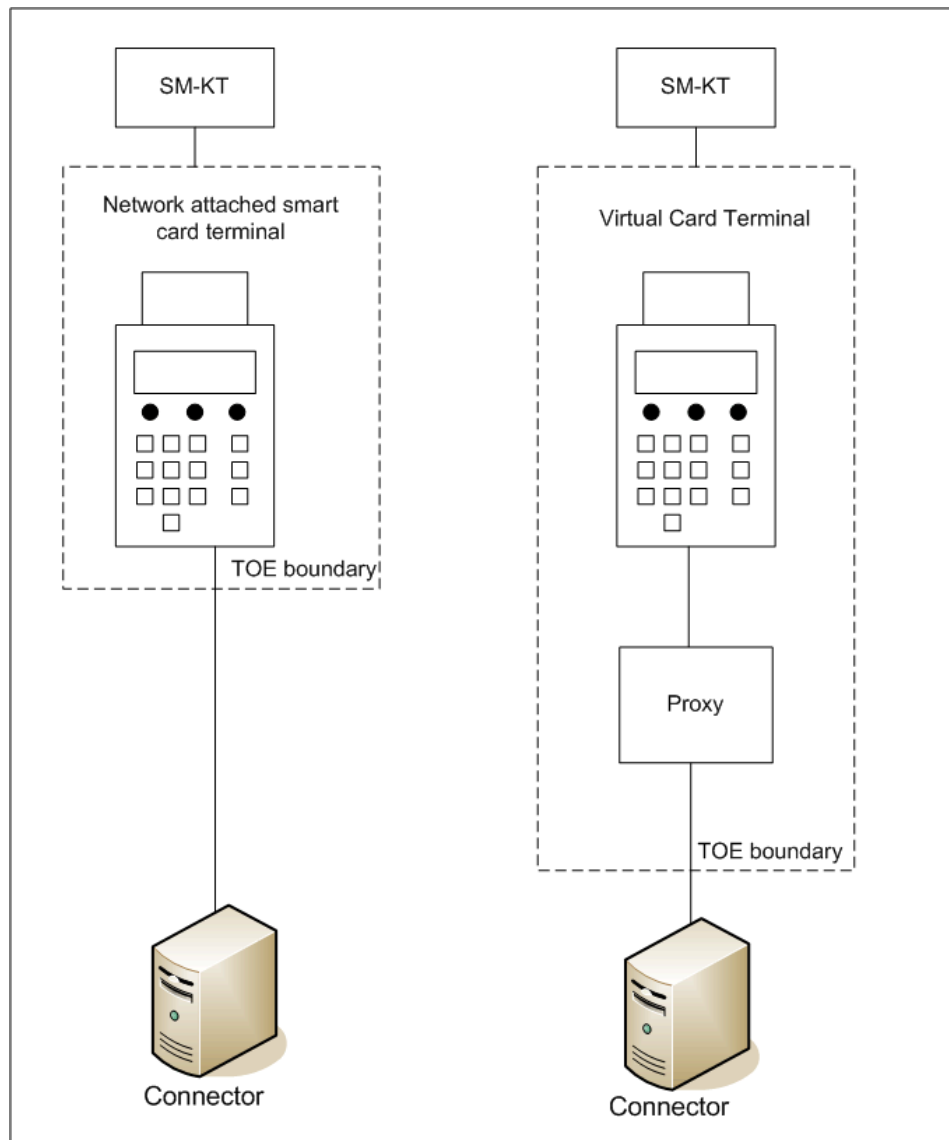 SM-KT
Network attached smart
card terminal
TOE boundary
Connector
SM-KT
Virtual Card Terminal
Proxy
TOE boundary
Connector